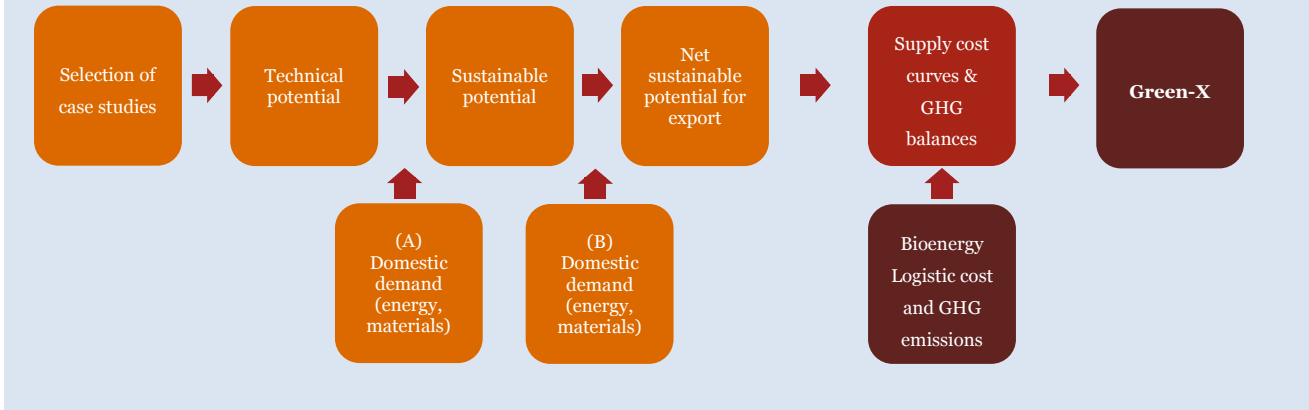 Selection of
case studies
Technical
potential
Sustainable
potential
Net
sustainable
potential for
export
Supply cost
curves &
GHG
balances
Green-X
(A)
Domestic
demand
(energy,
materials)
(B)
Domestic
demand
(energy,
materials)
Bioenergy
Logistic cost
and GHG
emissions